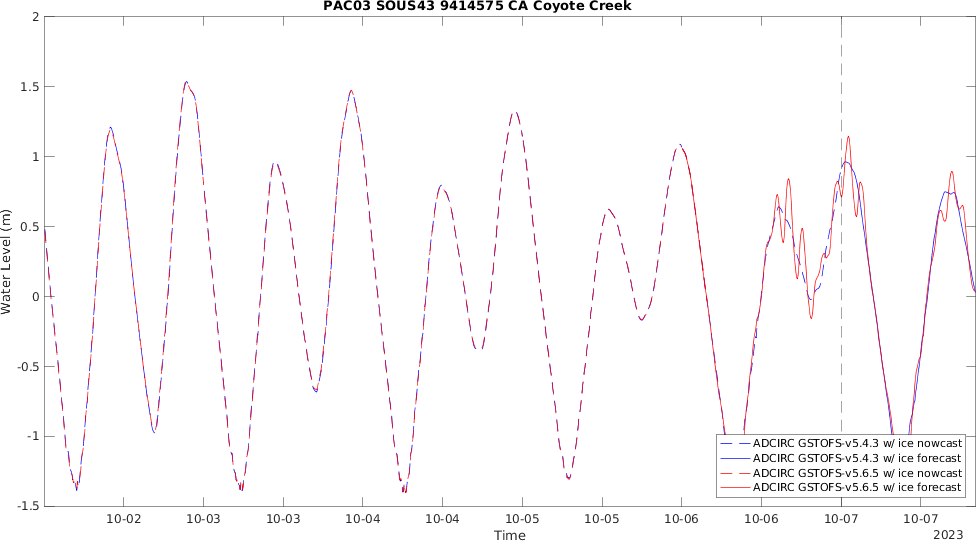 PAC03 SOUS43 9414575 CA Coyote Creek
2
1.5
1
0.5
0
-0.5
-1
-1.5
Water Level (m)
10-02 10-03 10-03 10-04 10-04 10-05 10-05 10-06 10-06 10-07 10-07
Time
2023
ADCIRC GSTOFS-v5.4.3 w/ ice nowcast
ADCIRC GSTOFS-v5.4.3 w/ ice forecast
ADCIRC GSTOFS-v5.6.5 w/ ice nowcast
ADCIRC GSTOFS-v5.6.5 w/ ice forecast